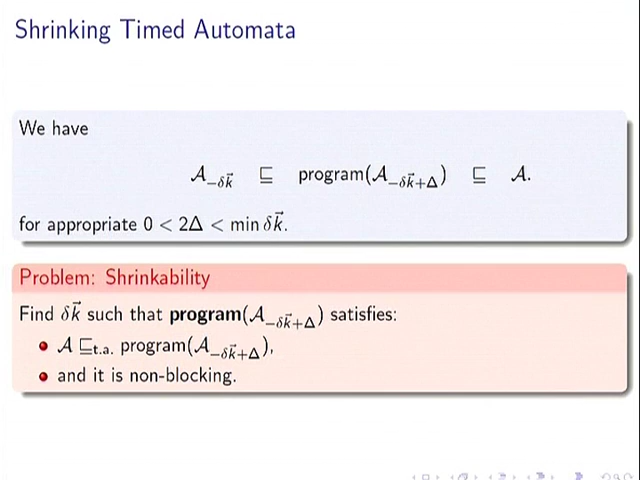 Shrinking Timed Automata
We have
𝒜_{−δk⃗} ⊑ program(𝒜_{−δk⃗+Δ}) ⊑ 𝒜.
for appropriate 0 < 2Δ < min δk⃗.
Problem: Shrinkability
Find δk⃗ such that program(𝒜_{−δk⃗+Δ}) satisfies:
• 𝒜 ⊑_{t.a.} program(𝒜_{−δk⃗+Δ}),
• and it is non-blocking.